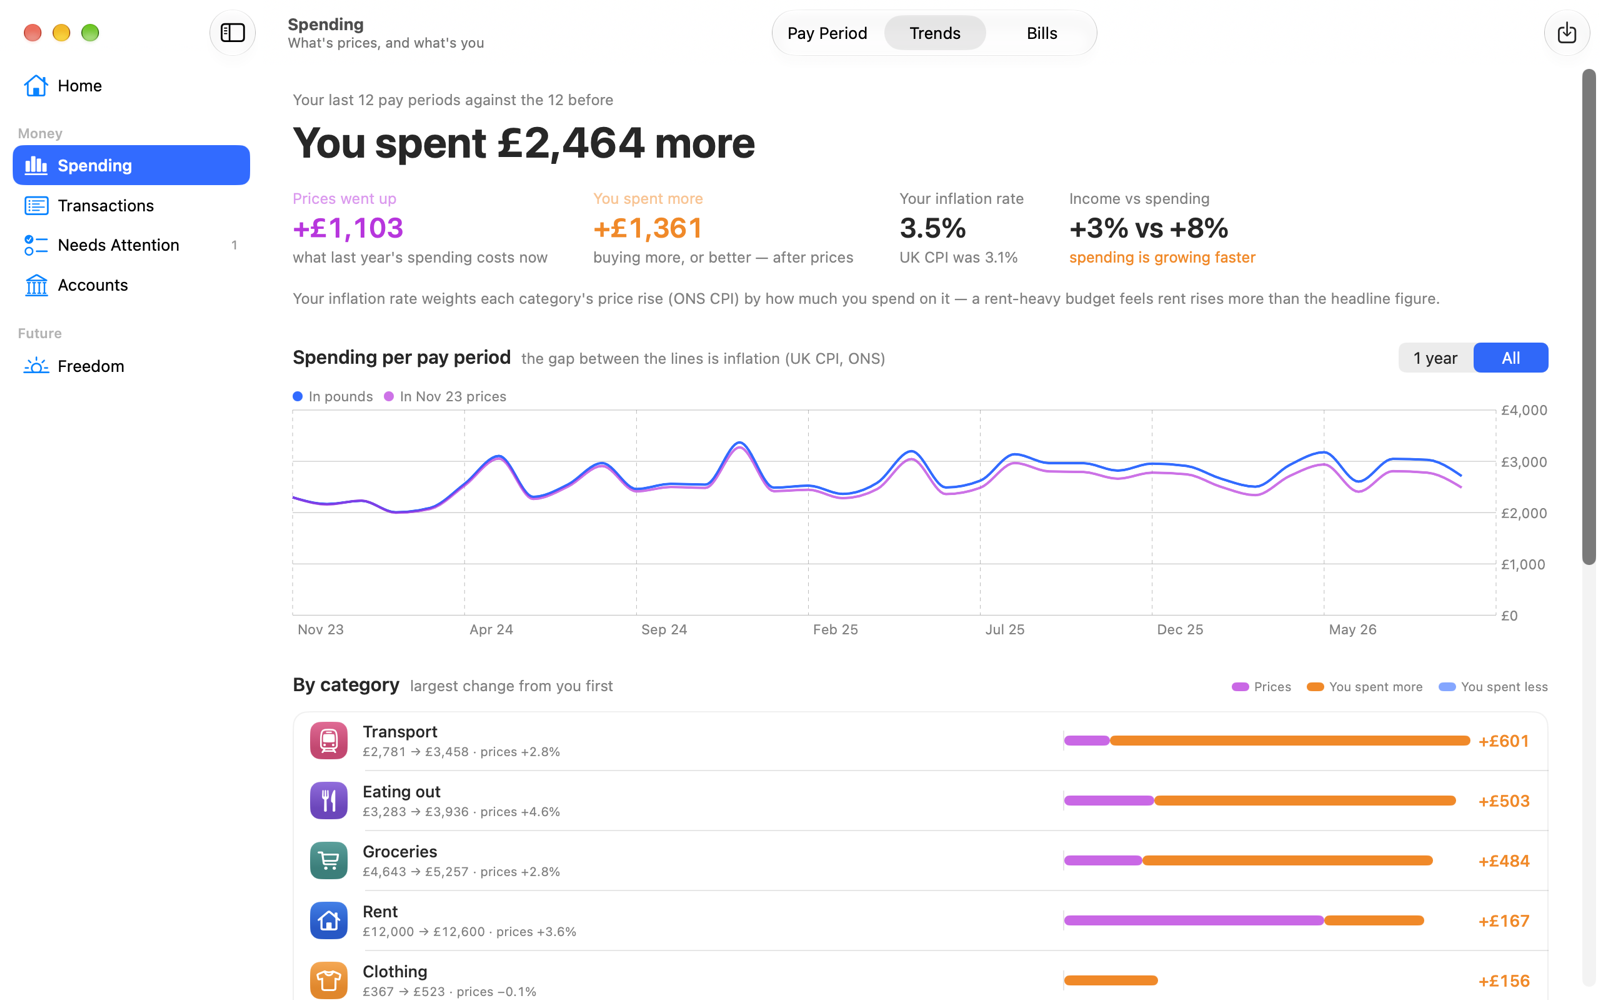 Spending
What's prices, and what's you
Pay Period
Trends
Bills
Home
Money
Spending
Transactions
Needs Attention 1
Accounts
Future
Freedom
Your last 12 pay periods against the 12 before
You spent £2,464 more
Prices went up
+£1,103
what last year's spending costs now
You spent more
+£1,361
buying more, or better — after prices
Your inflation rate
3.5%
UK CPI was 3.1%
Income vs spending
+3% vs +8%
spending is growing faster
Your inflation rate weights each category's price rise (ONS CPI) by how much you spend on it — a rent-heavy budget feels rent rises more than the headline figure.
Spending per pay period the gap between the lines is inflation (UK CPI, ONS)
1 year All
In pounds In Nov 23 prices
£4,000
£3,000
£2,000
£1,000
£0
Nov 23 Apr 24 Sep 24 Feb 25 Jul 25 Dec 25 May 26
By category largest change from you first
Prices You spent more You spent less
Transport
£2,781 → £3,458 · prices +2.8%
+£601
Eating out
£3,283 → £3,936 · prices +4.6%
+£503
Groceries
£4,643 → £5,257 · prices +2.8%
+£484
Rent
£12,000 → £12,600 · prices +3.6%
+£167
Clothing
£367 → £523 · prices −0.1%
+£156